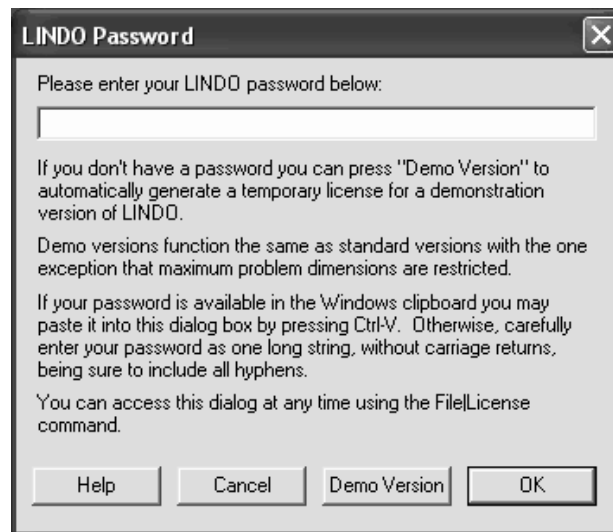 LINDO Password
Please enter your LINDO password below:
If you don't have a password you can press "Demo Version" to
automatically generate a temporary license for a demonstration
version of LINDO.
Demo versions function the same as standard versions with the one
exception that maximum problem dimensions are restricted.
If your password is available in the Windows clipboard you may
paste it into this dialog box by pressing Ctrl-V.  Otherwise, carefully
enter your password as one long string, without carriage returns,
being sure to include all hyphens.
You can access this dialog at any time using the File|License
command.
Help Cancel Demo Version OK